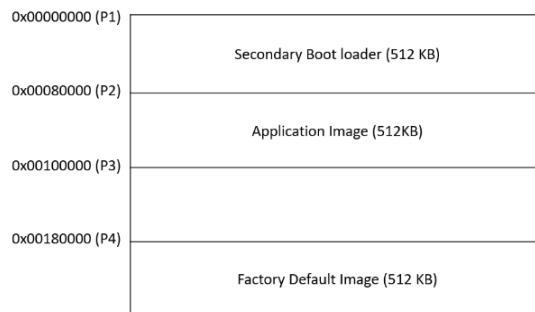 0x00000000 (P1)
Secondary Boot loader (512 KB)
0x00080000 (P2)
Application Image (512KB)
0x00100000 (P3)
0x00180000 (P4)
Factory Default Image (512 KB)